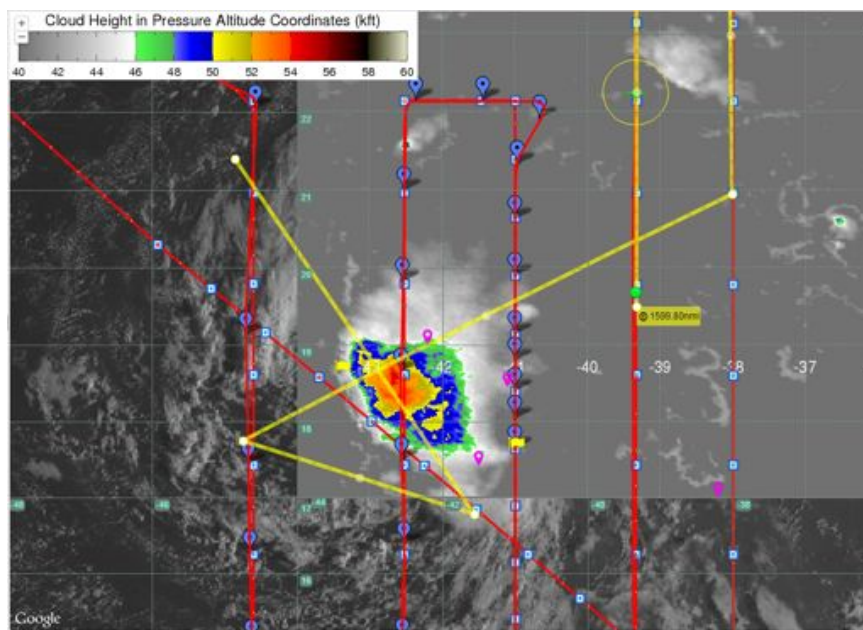 Cloud Height in Pressure Altitude Coordinates (kft)
+
−
40 42 44 46 48 50 52 54 56 58 60
22
21
20
19
@ 1599.80nm
-42 -40 -39 -38 -37
18
-46 -44 -42 17 -40 -38
16
Google